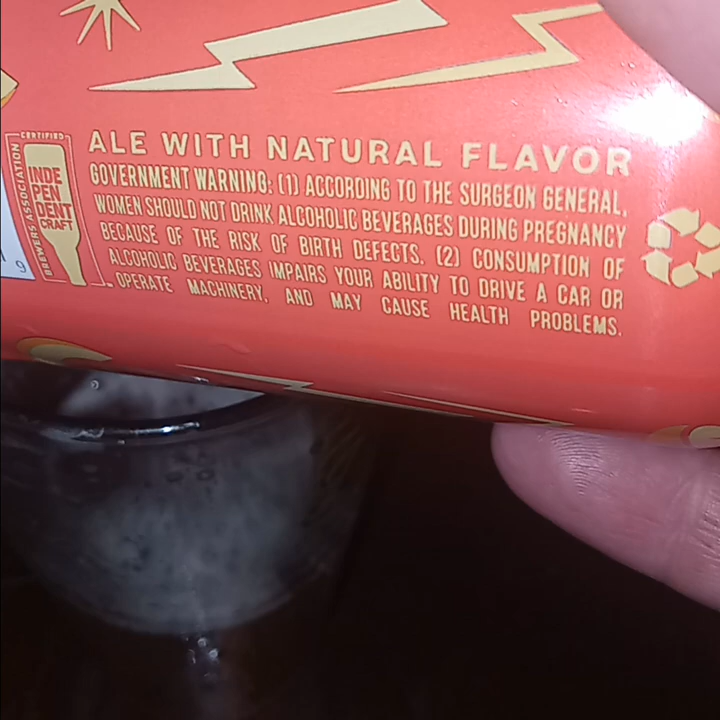 ALE WITH NATURAL FLAVOR
GOVERNMENT WARNING: (1) ACCORDING TO THE SURGEON GENERAL,
WOMEN SHOULD NOT DRINK ALCOHOLIC BEVERAGES DURING PREGNANCY
BECAUSE OF THE RISK OF BIRTH DEFECTS. (2) CONSUMPTION OF
ALCOHOLIC BEVERAGES IMPAIRS YOUR ABILITY TO DRIVE A CAR OR
OPERATE MACHINERY, AND MAY CAUSE HEALTH PROBLEMS.
CERTIFIED
INDE
PEN
DENT
CRAFT
BREWERS ASSOCIATION
9